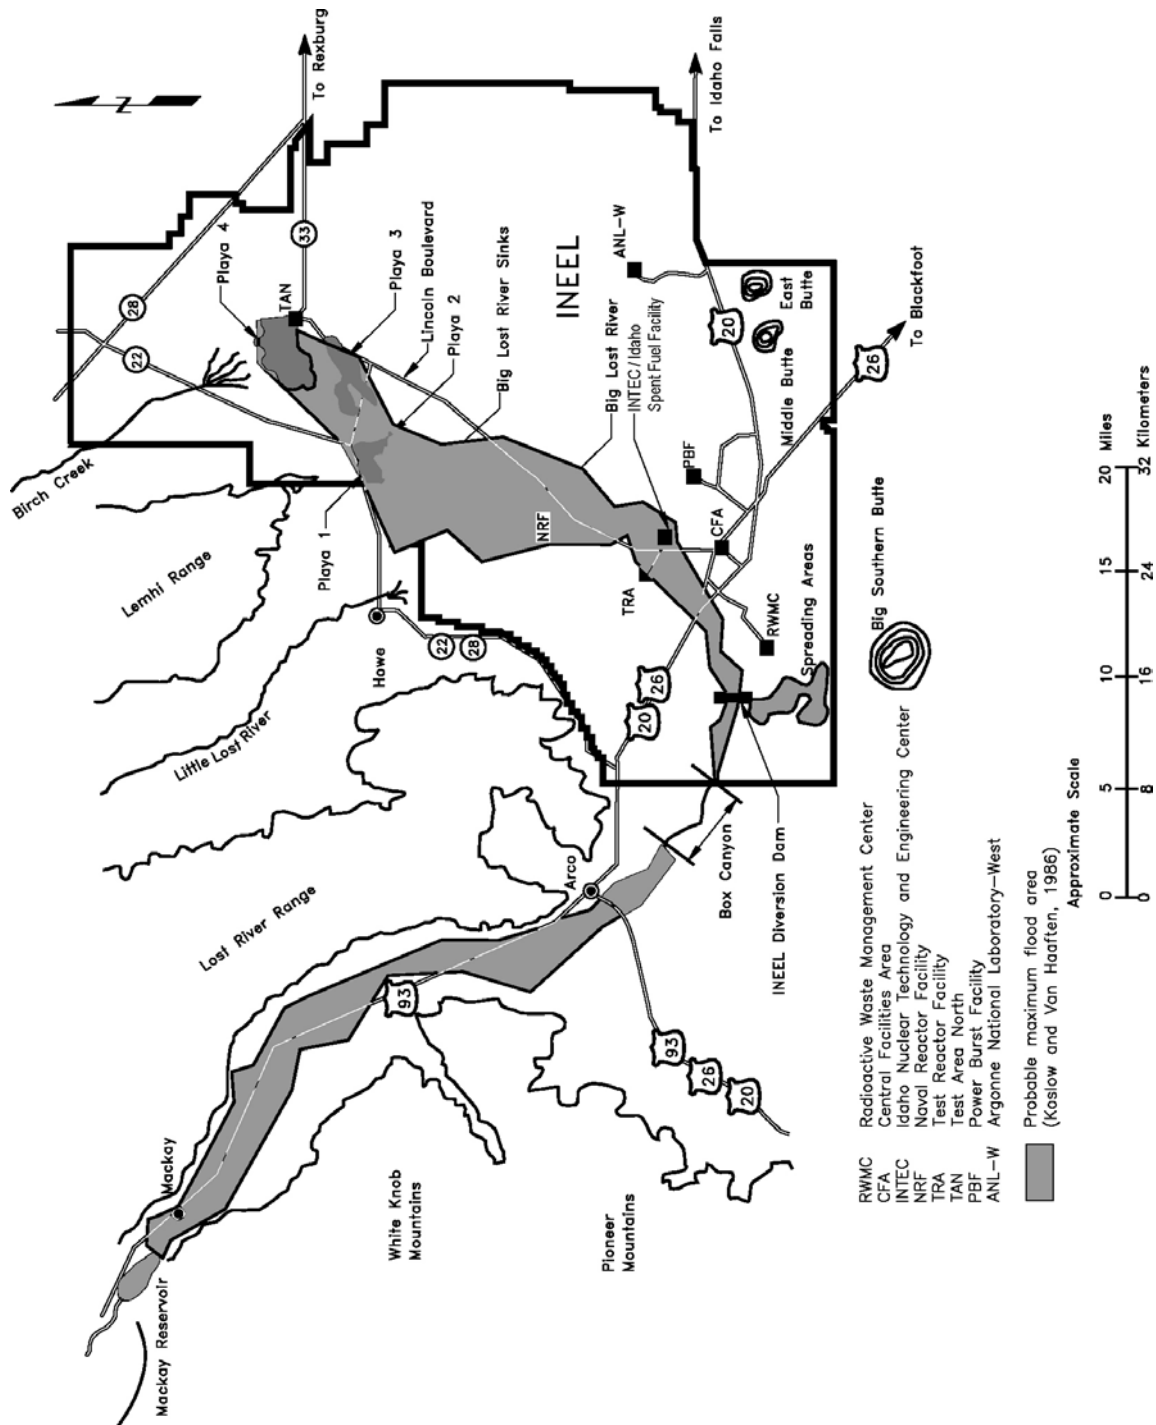 Mackay Reservoir
Mackay
White Knob
Mountains
Pioneer
Mountains
93
93
26
20
Lost River Range
Arco
Box Canyon
INEEL Diversion Dam
Little Lost River
Howe
22
28
20
26
Lemhi Range
Birch Creek
Playa 1
NRF
TRA
RWMC
Spreading Areas
Big Southern Butte
22
28
Playa 4
TAN
33
To Rexburg
N
Playa 3
Lincoln Boulevard
Playa 2
Big Lost River Sinks
INEEL
Big Lost River
INTEC/Idaho
Spent Fuel Facility
ANL-W
PBF
CFA
20
Middle Butte
East
Butte
26
To Idaho Falls
To Blackfoot
RWMC Radioactive Waste Management Center
CFA Central Facilities Area
INTEC Idaho Nuclear Technology and Engineering Center
NRF Naval Reactor Facility
TRA Test Reactor Facility
TAN Test Area North
PBF Power Burst Facility
ANL-W Argonne National Laboratory-West
Probable maximum flood area
(Koslow and Van Haaften, 1986)
Approximate Scale
0 5 10 15 20 Miles
0 8 16 24 32 Kilometers